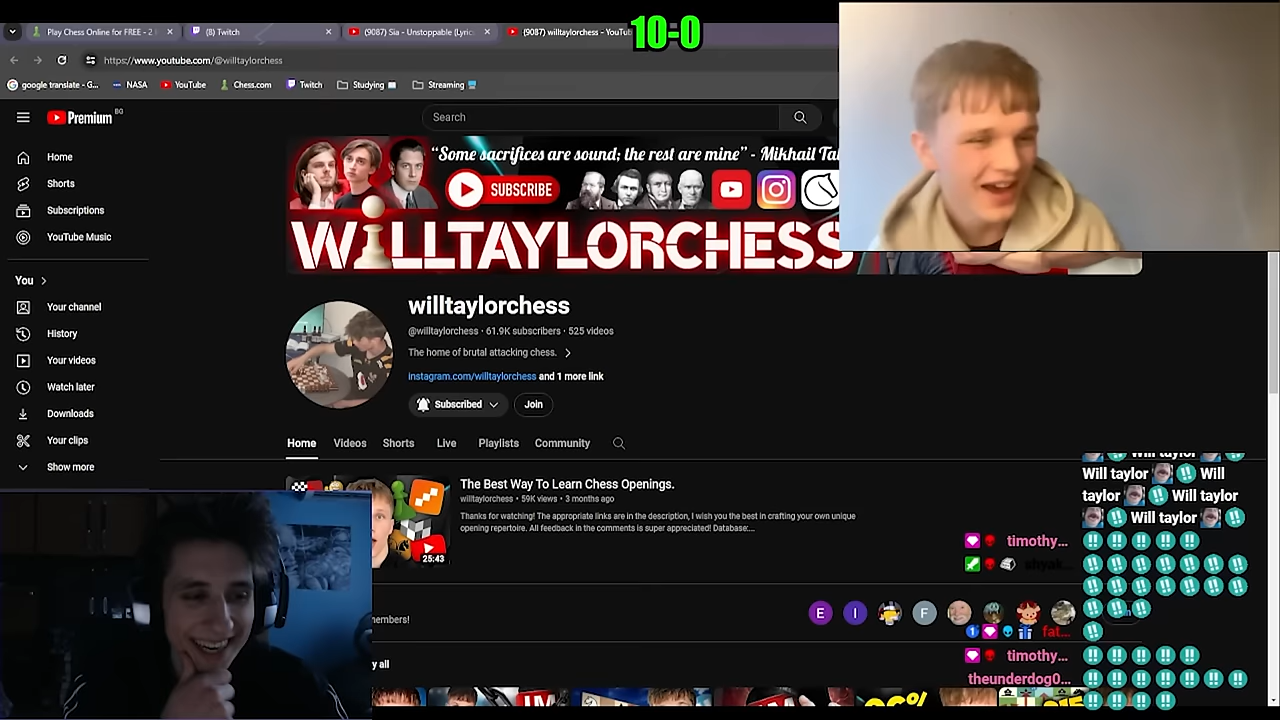 10-0
Play Chess Online for FREE - 2
(8) Twitch
(9087) Sia - Unstoppable (Lyric
(9087) willtaylorchess - YouTub
https://www.youtube.com/@willtaylorchess
google translate - G...
NASA
YouTube
Chess.com
Twitch
Studying
Streaming
Premium
BG
Search
Home
Shorts
Subscriptions
YouTube Music
You
Your channel
History
Your videos
Watch later
Downloads
Your clips
Show more
"Some sacrifices are sound; the rest are mine" - Mikhail Ta
SUBSCRIBE
WILLTAYLORCHESS
willtaylorchess
@willtaylorchess · 61.9K subscribers · 525 videos
The home of brutal attacking chess.
instagram.com/willtaylorchess and 1 more link
Subscribed
Join
Home
Videos
Shorts
Live
Playlists
Community
The Best Way To Learn Chess Openings.
willtaylorchess · 59K views · 3 months ago
Thanks for watching! The appropriate links are in the description, I wish you the best in crafting your own unique
opening repertoire. All feedback in the comments is super appreciated! Database:...
25:43
E
I
F
y all
Will taylor
Will taylor Will
taylor Will taylor
Will taylor
timothy...
fat...
timothy...
theunderdog0...